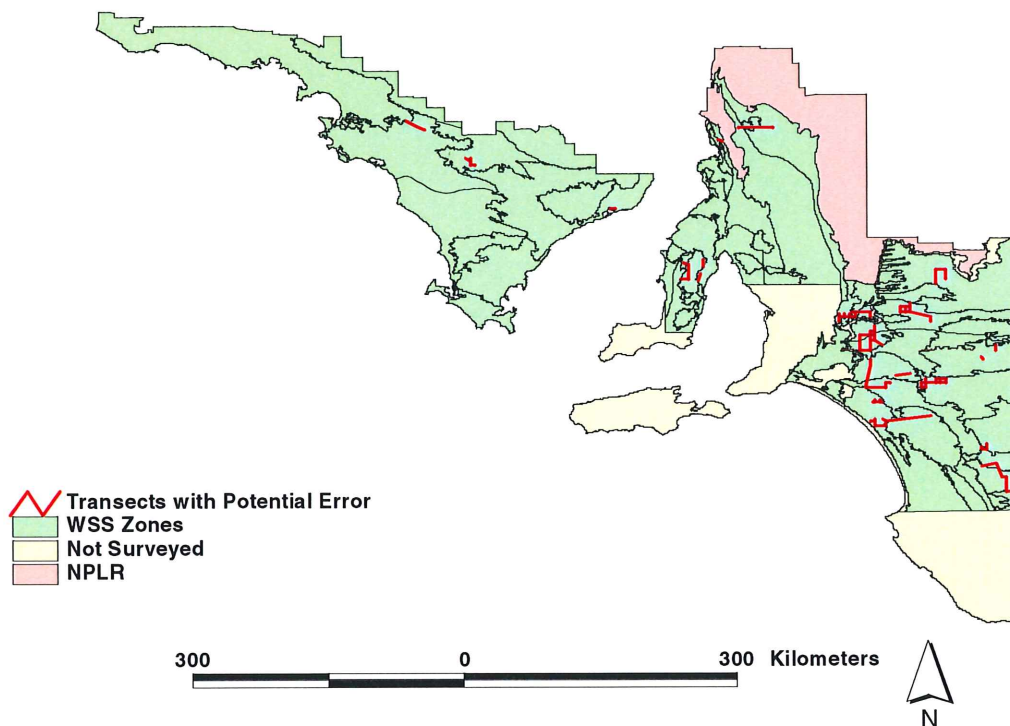 Transects with Potential Error
WSS Zones
Not Surveyed
NPLR
300 0 300 Kilometers
N